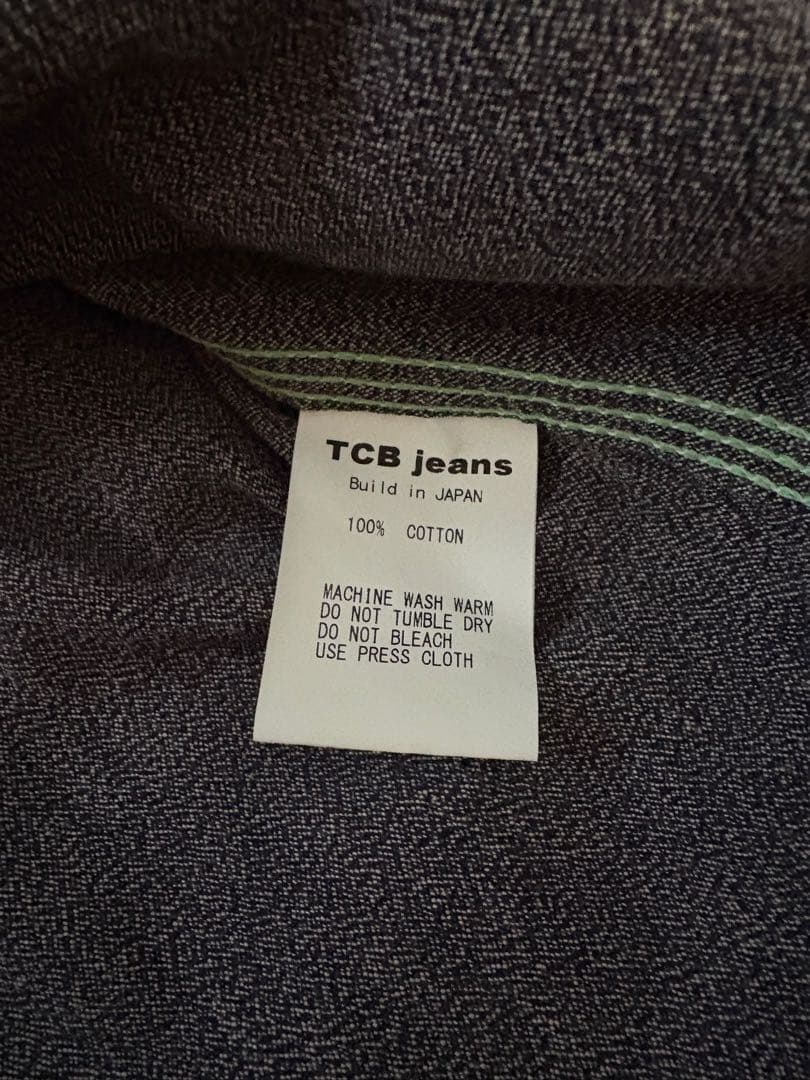 TCB jeans
Build in JAPAN
100% COTTON
MACHINE WASH WARM
DO NOT TUMBLE DRY
DO NOT BLEACH
USE PRESS CLOTH